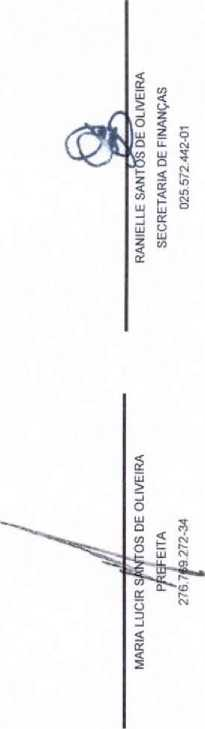 MARIA LUCIR SANTOS DE OLIVEIRA
PREFEITA
276.769.272-34
RANIELLE SANTOS DE OLIVEIRA
SECRETARIA DE FINANÇAS
025.572.442-01